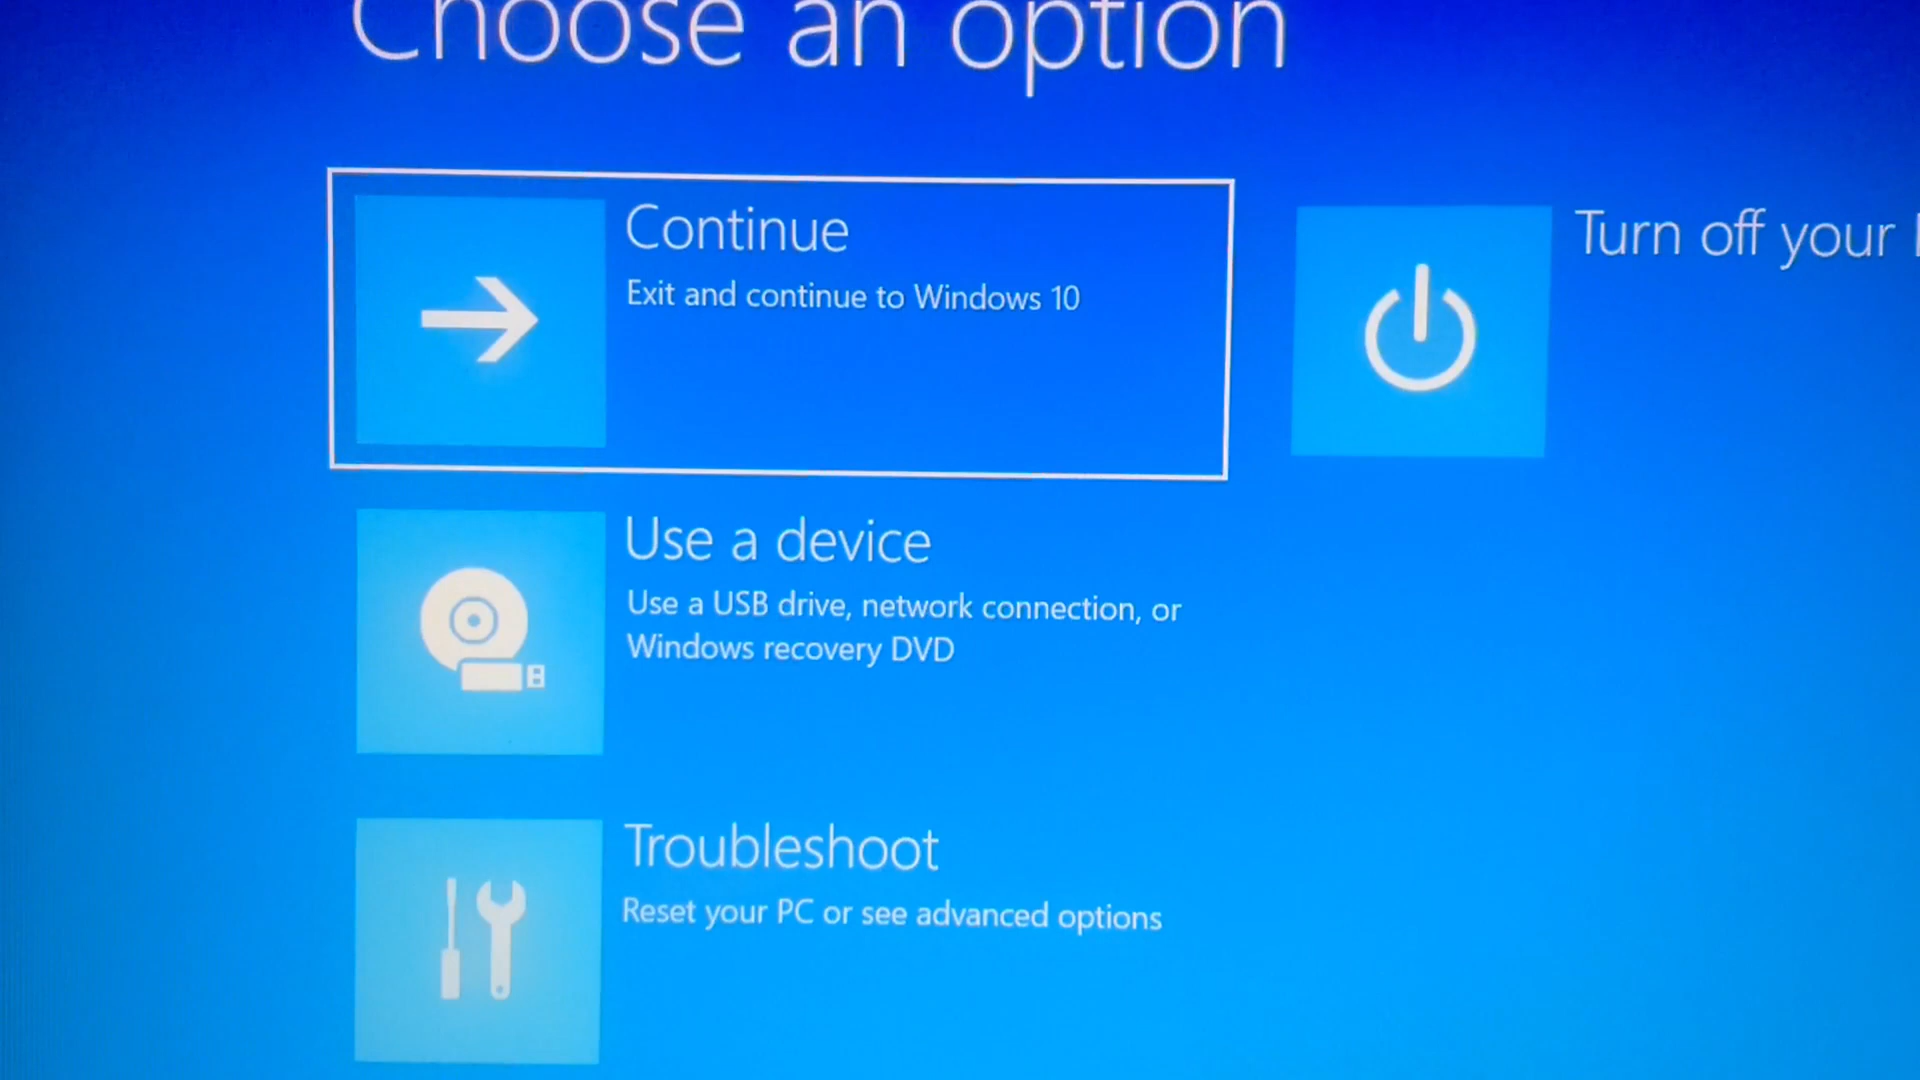 Choose an option
Continue
Exit and continue to Windows 10
Turn off your
Use a device
Use a USB drive, network connection, or
Windows recovery DVD
Troubleshoot
Reset your PC or see advanced options